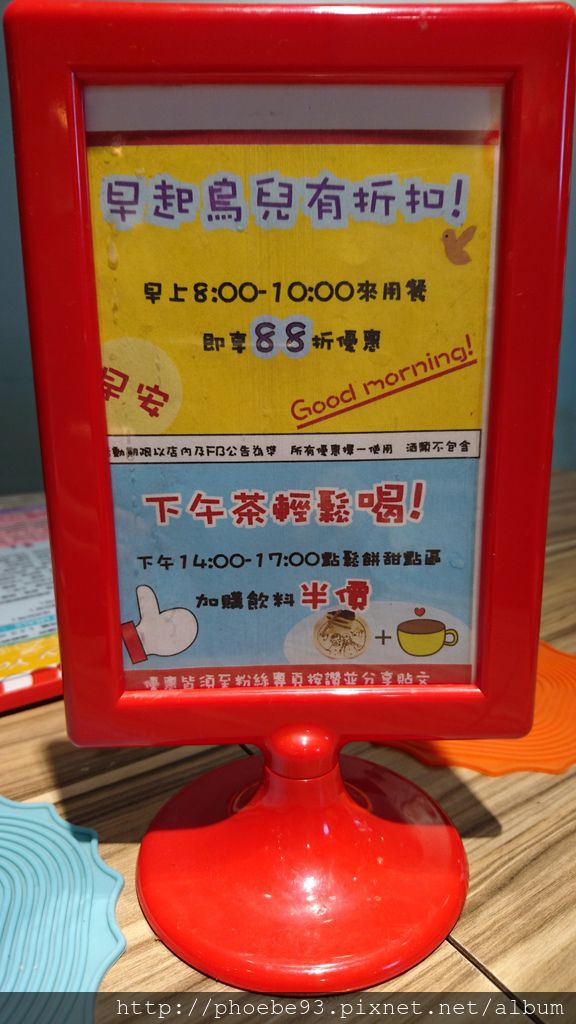 早起鳥兒有折扣!
早上8:00-10:00來用餐
即享88折優惠
早安
Good morning!
動期限以店內及FB公告為準 所有優惠擇一使用 酒類不包含
下午茶輕鬆喝!
下午14:00-17:00點鬆餅甜點區
加購飲料半價
+
優惠皆須至粉絲專頁按讚並分享貼文
http://phoebe93.pixnet.net/album